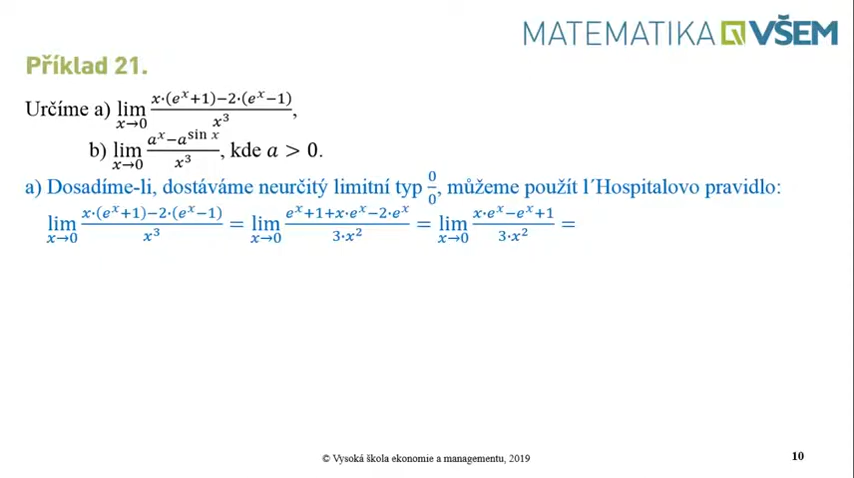 MATEMATIKA VŠEM
Příklad 21.
Určíme a) lim x→0 x·(e^x+1)−2·(e^x−1) / x^3,
b) lim x→0 a^x−a^sin x / x^3, kde a > 0.
a) Dosadíme-li, dostáváme neurčitý limitní typ 0/0, můžeme použít l´Hospitalovo pravidlo:
lim x→0 x·(e^x+1)−2·(e^x−1) / x^3 = lim x→0 e^x+1+x·e^x−2·e^x / 3·x^2 = lim x→0 x·e^x−e^x+1 / 3·x^2 =
© Vysoká škola ekonomie a managementu, 2019
10